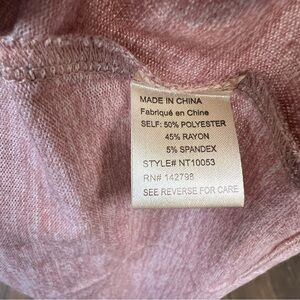 MADE IN CHINA
Fabriqué en Chine
SELF: 50% POLYESTER
45% RAYON
5% SPANDEX
STYLE# NT10053
RN# 142798
SEE REVERSE FOR CARE